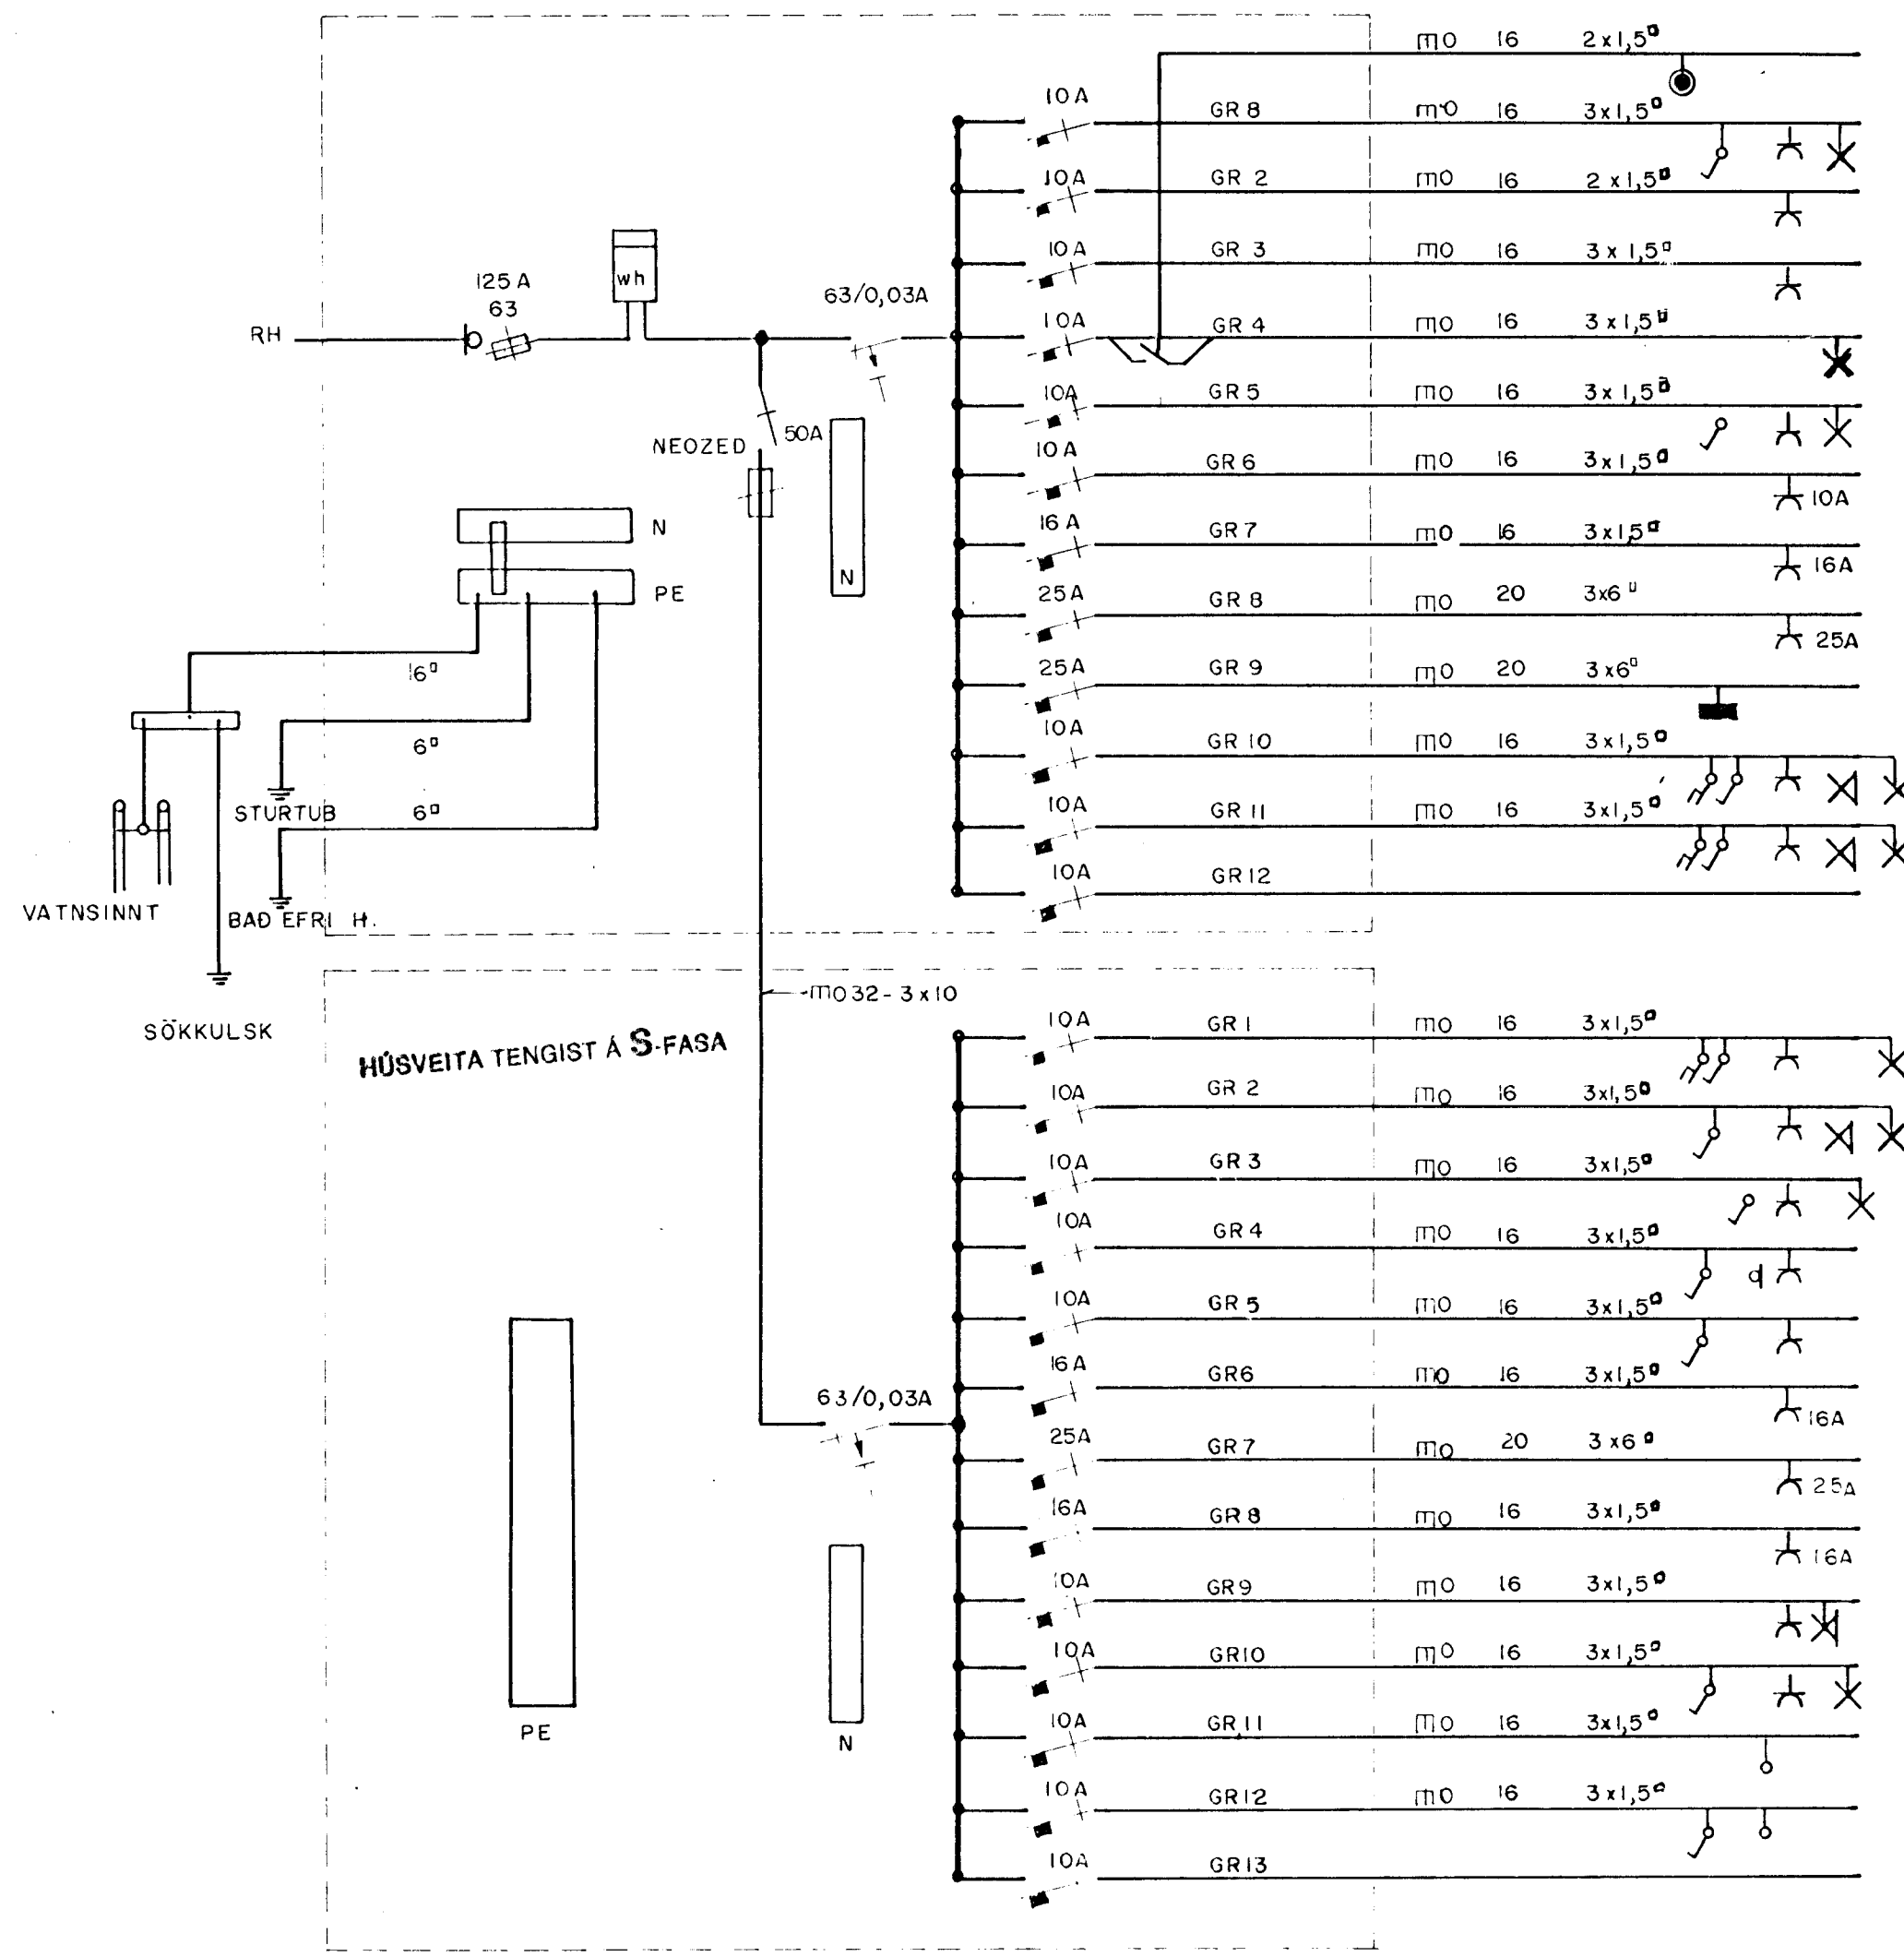 mO 16 2x1,5▫
10A GR 8 mO 16 3x1,5▫
10A GR 2 mO 16 2x1,5▫
10A GR 3 mO 16 3x1,5▫
10A GR 4 mO 16 3x1,5▫
10A GR 5 mO 16 3x1,5▫
10A GR 6 mO 16 3x1,5▫
10A
16A GR 7 mO 16 3x1,5▫
16A
25A GR 8 mO 20 3x6▫
25A
25A GR 9 mO 20 3x6▫
10A GR 10 mO 16 3x1,5▫
10A GR 11 mO 16 3x1,5▫
10A GR 12
RH
125A
63
wh
63/0,03A
50A
NEOZED
N
N
PE
16▫
6▫
STURTUB
6▫
VATNSINNT
BAÐ EFRI H.
SÖKKULSK
mO32-3x10
HÚSVEITA TENGIST Á S-FASA
10A GR 1 mO 16 3x1,5▫
10A GR 2 mO 16 3x1,5▫
10A GR 3 mO 16 3x1,5▫
10A GR 4 mO 16 3x1,5▫
10A GR 5 mO 16 3x1,5▫
16A GR6 mO 16 3x1,5▫
16A
63/0,03A
25A GR 7 mO 20 3x6▫
25A
16A GR 8 mO 16 3x1,5▫
16A
10A GR9 mO 16 3x1,5▫
10A GR10 mO 16 3x1,5▫
10A GR11 mO 16 3x1,5▫
10A GR12 mO 16 3x1,5▫
10A GR13
PE
N